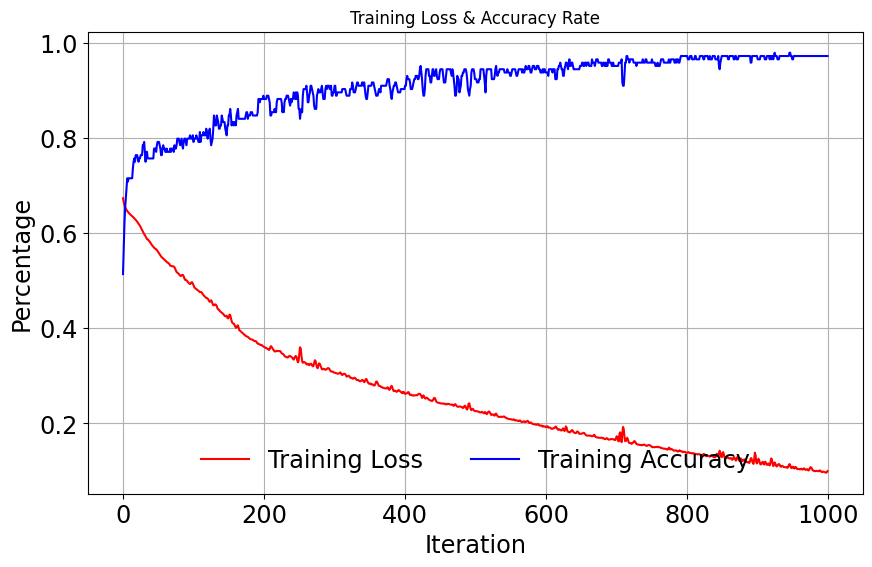 Training Loss & Accuracy Rate
1.0
0.8
0.6
0.4
0.2
Percentage
Training Loss
Training Accuracy
0 200 400 600 800 1000
Iteration